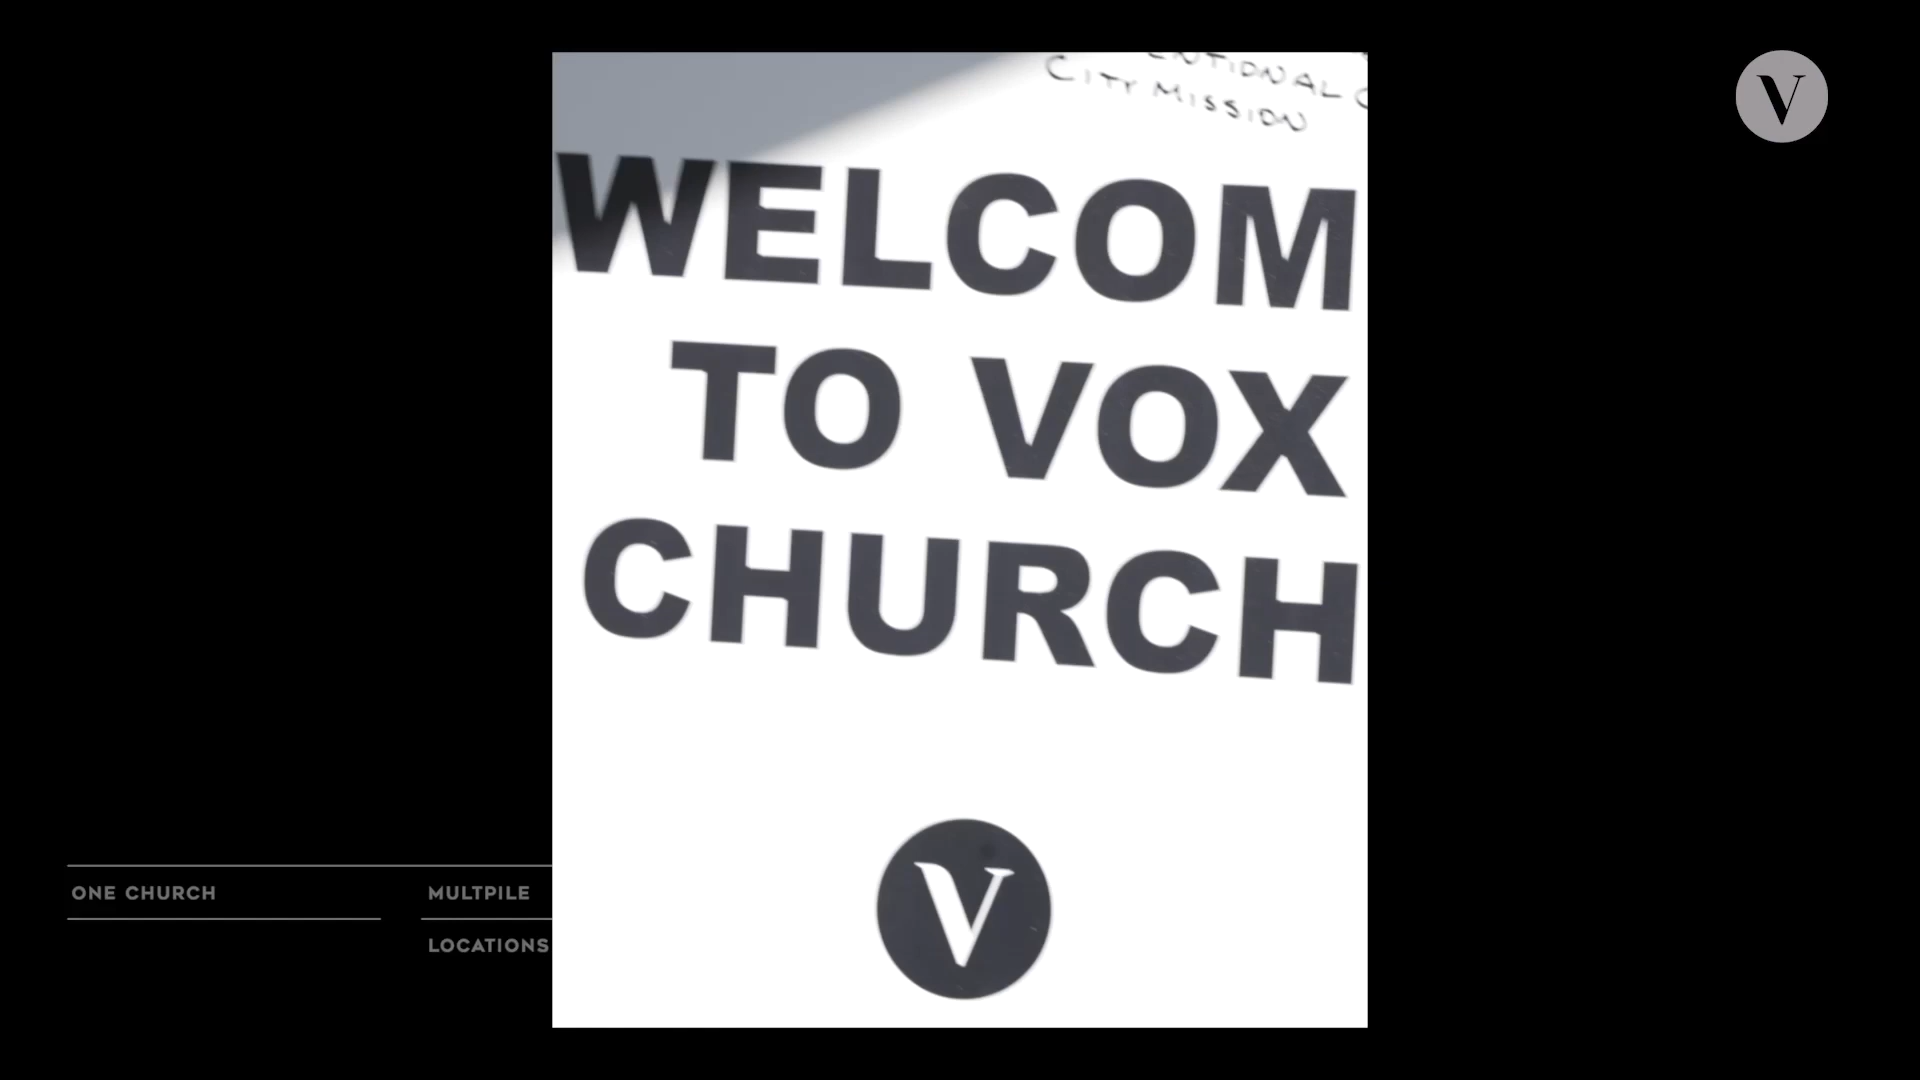 CITY MISSION
WELCOM
TO VOX
CHURCH
V
V
ONE CHURCH
MULTPILE
LOCATIONS